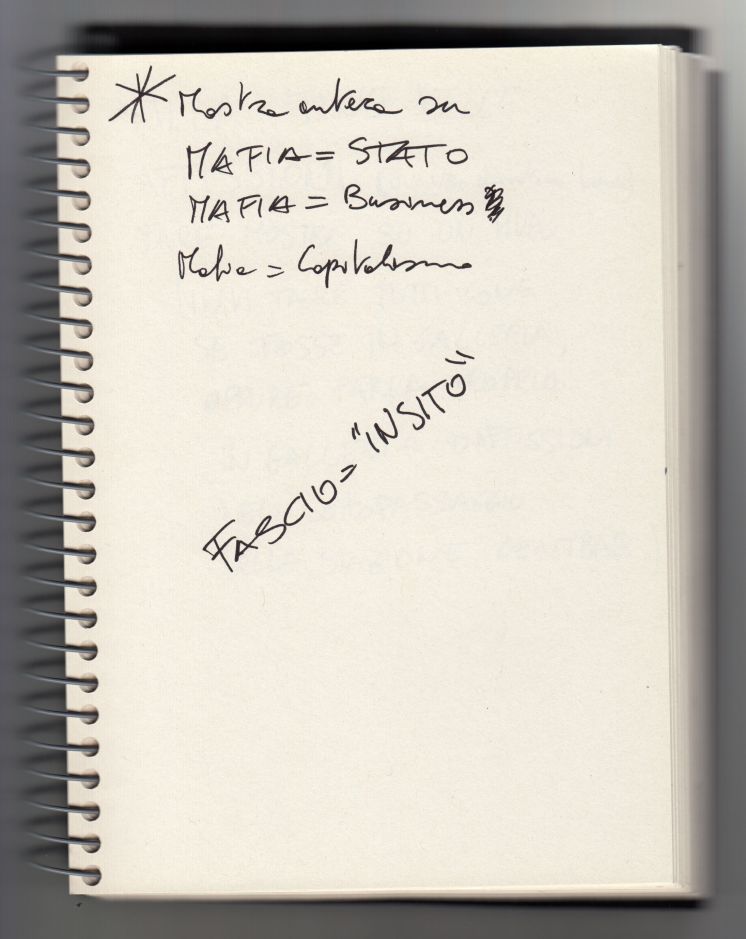 * Mostra intera su
MAFIA = STATO
MAFIA = Business
Mafia = Capitalismo
FASCIO = "INSITO"